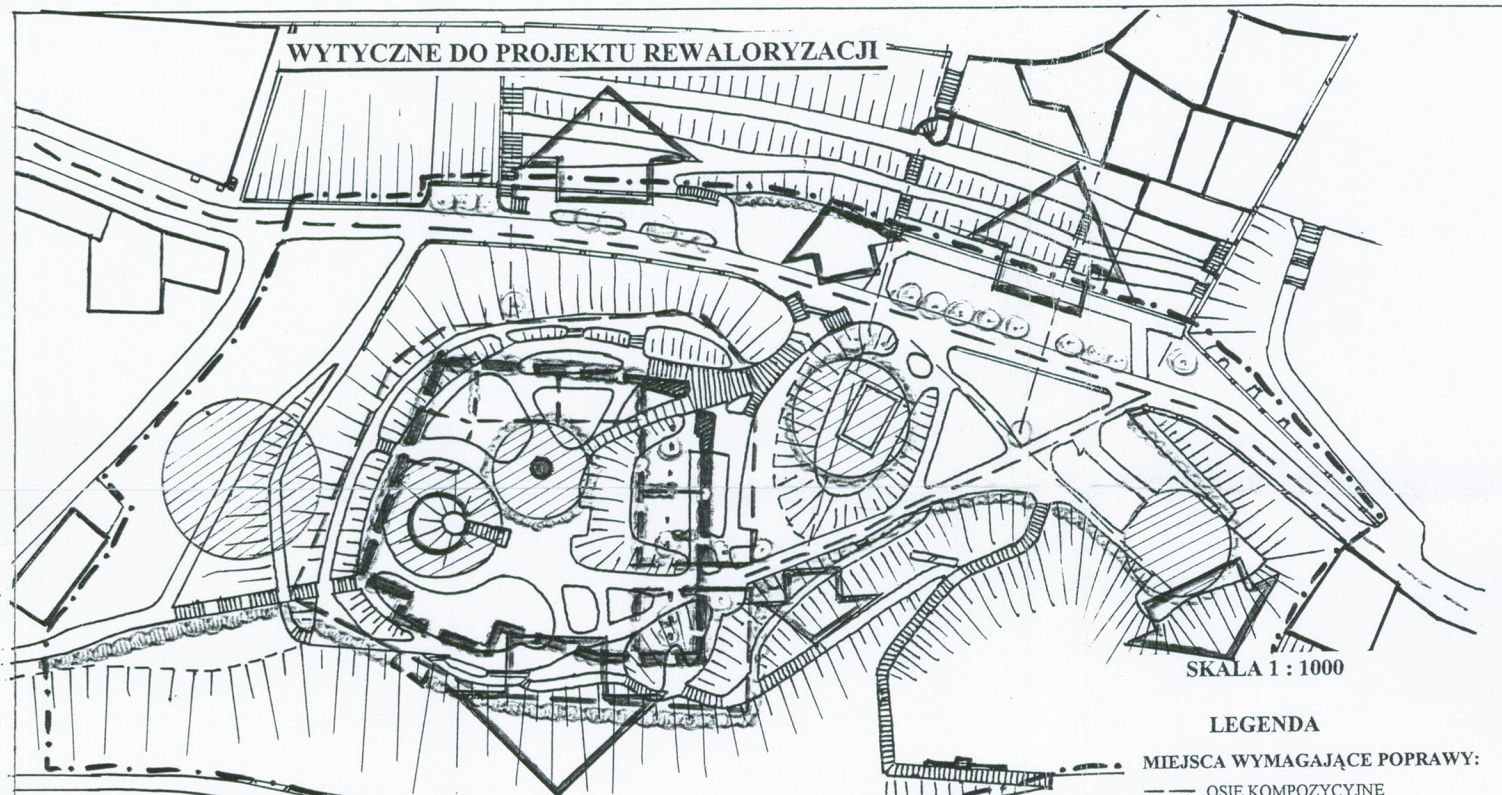 WYTYCZNE DO PROJEKTU REWALORYZACJI
SKALA 1 : 1000
LEGENDA
MIEJSCA WYMAGAJĄCE POPRAWY:
OSIE KOMPOZYCYJNE